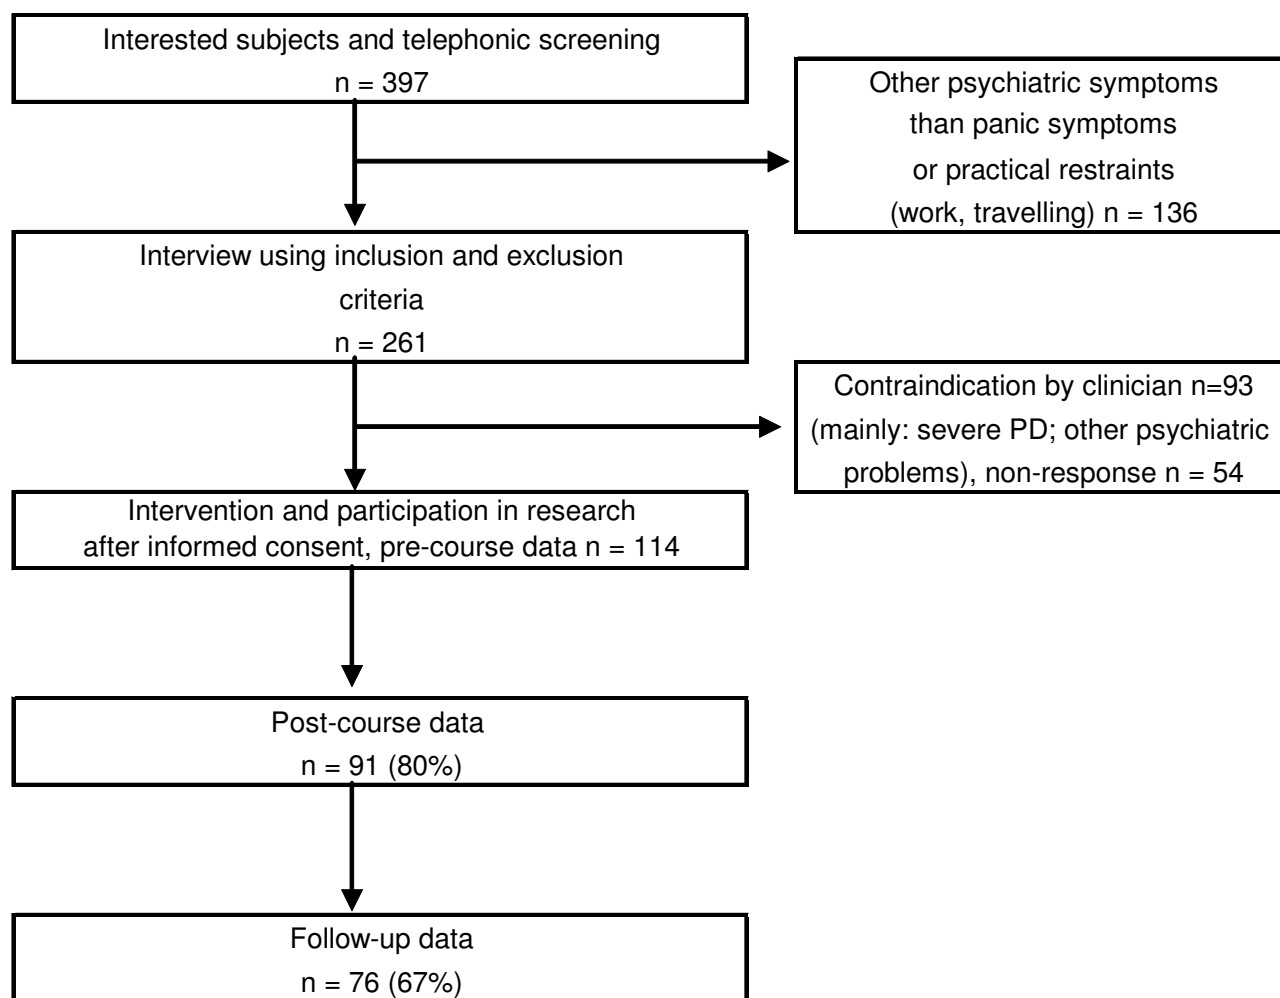 Interested subjects and telephonic screening
n = 397
Other psychiatric symptoms
than panic symptoms
or practical restraints
(work, travelling) n = 136
Interview using inclusion and exclusion
criteria
n = 261
Contraindication by clinician n=93
(mainly: severe PD; other psychiatric
problems), non-response n = 54
Intervention and participation in research
after informed consent, pre-course data n = 114
Post-course data
n = 91 (80%)
Follow-up data
n = 76 (67%)